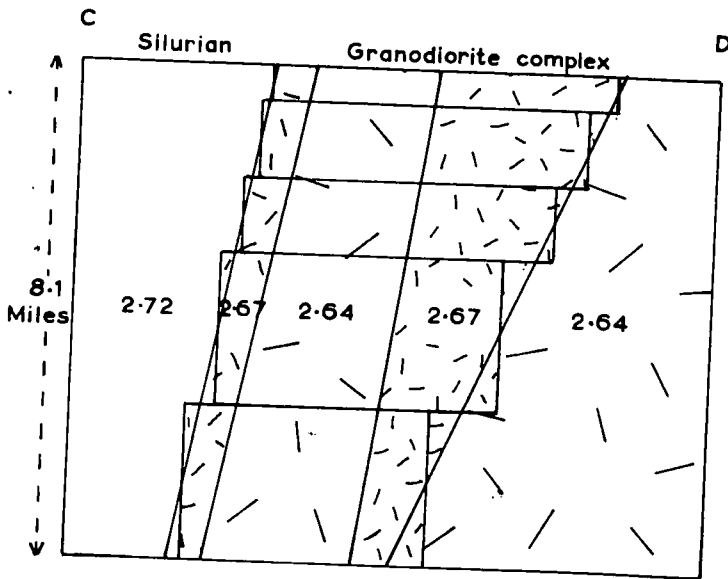 C
D
Silurian
Granodiorite complex
8.1
Miles
2.72
2.67
2.64
2.67
2.64